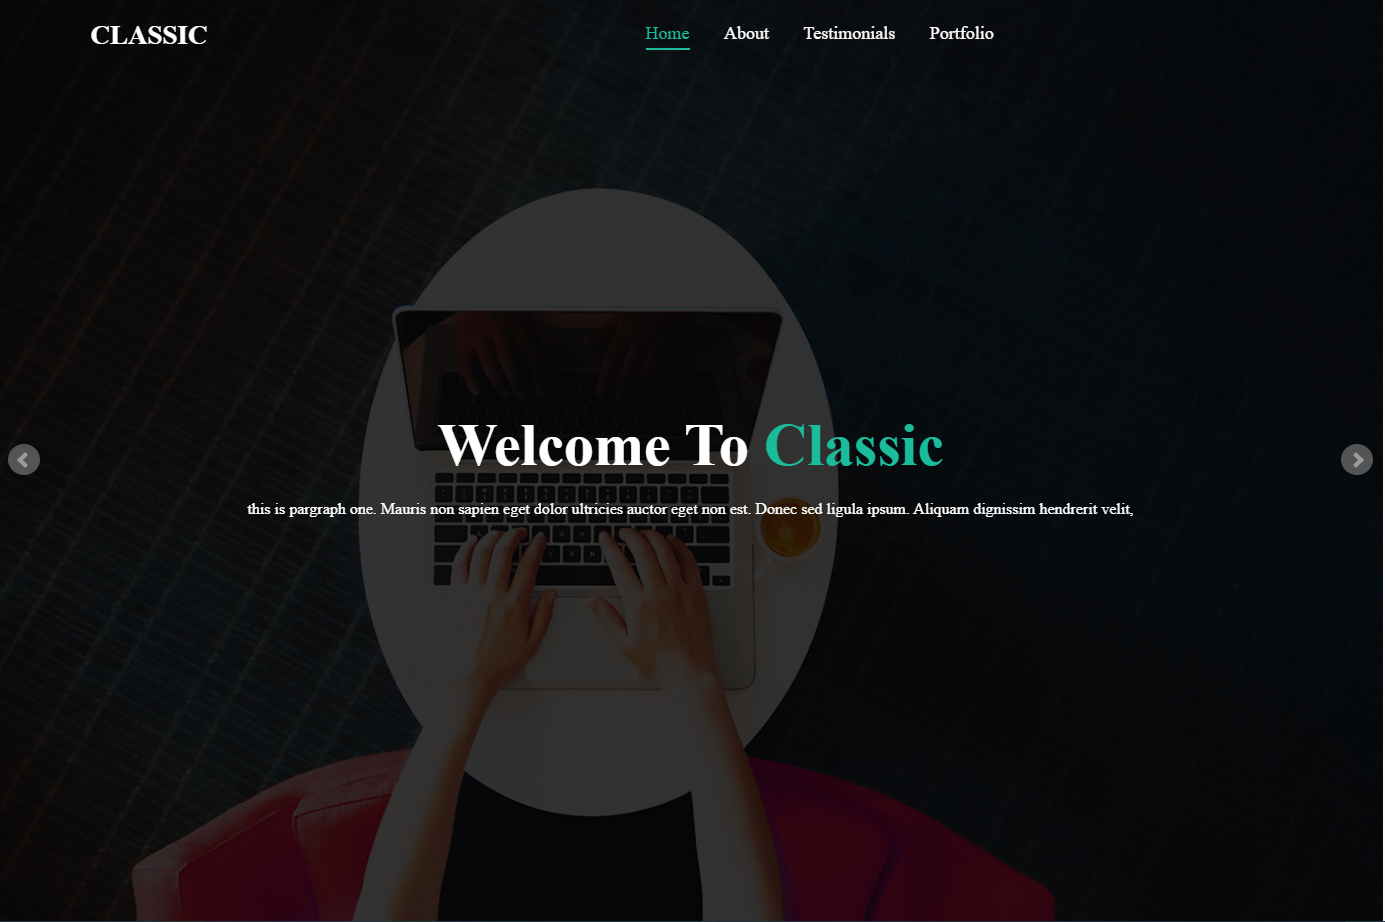 CLASSIC
Home About Testimonials Portfolio
Welcome To Classic
this is pargraph one. Mauris non sapien eget dolor ultricies auctor eget non est. Donec sed ligula ipsum. Aliquam dignissim hendrerit velit,